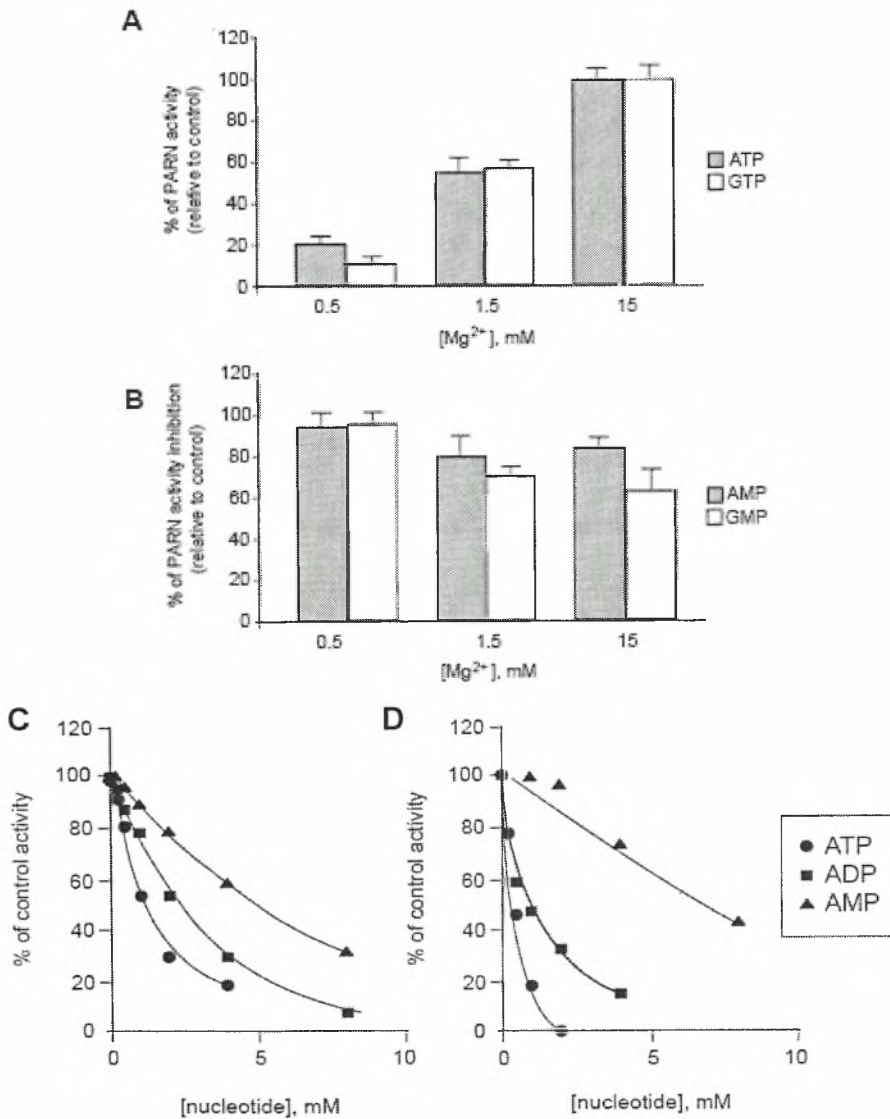 A
120
100
80
60
40
20
0
% of PARN activity
(relative to control)
0.5 1.5 15
[Mg²⁺], mM
ATP
GTP
B
120
100
80
60
40
20
0
% of PARN activity inhibition
(relative to control)
0.5 1.5 15
[Mg²⁺], mM
AMP
GMP
C
120
100
80
60
40
20
0
% of control activity
0 5 10
[nucleotide], mM
D
120
100
80
60
40
20
0
% of control activity
0 5 10
[nucleotide], mM
ATP
ADP
AMP